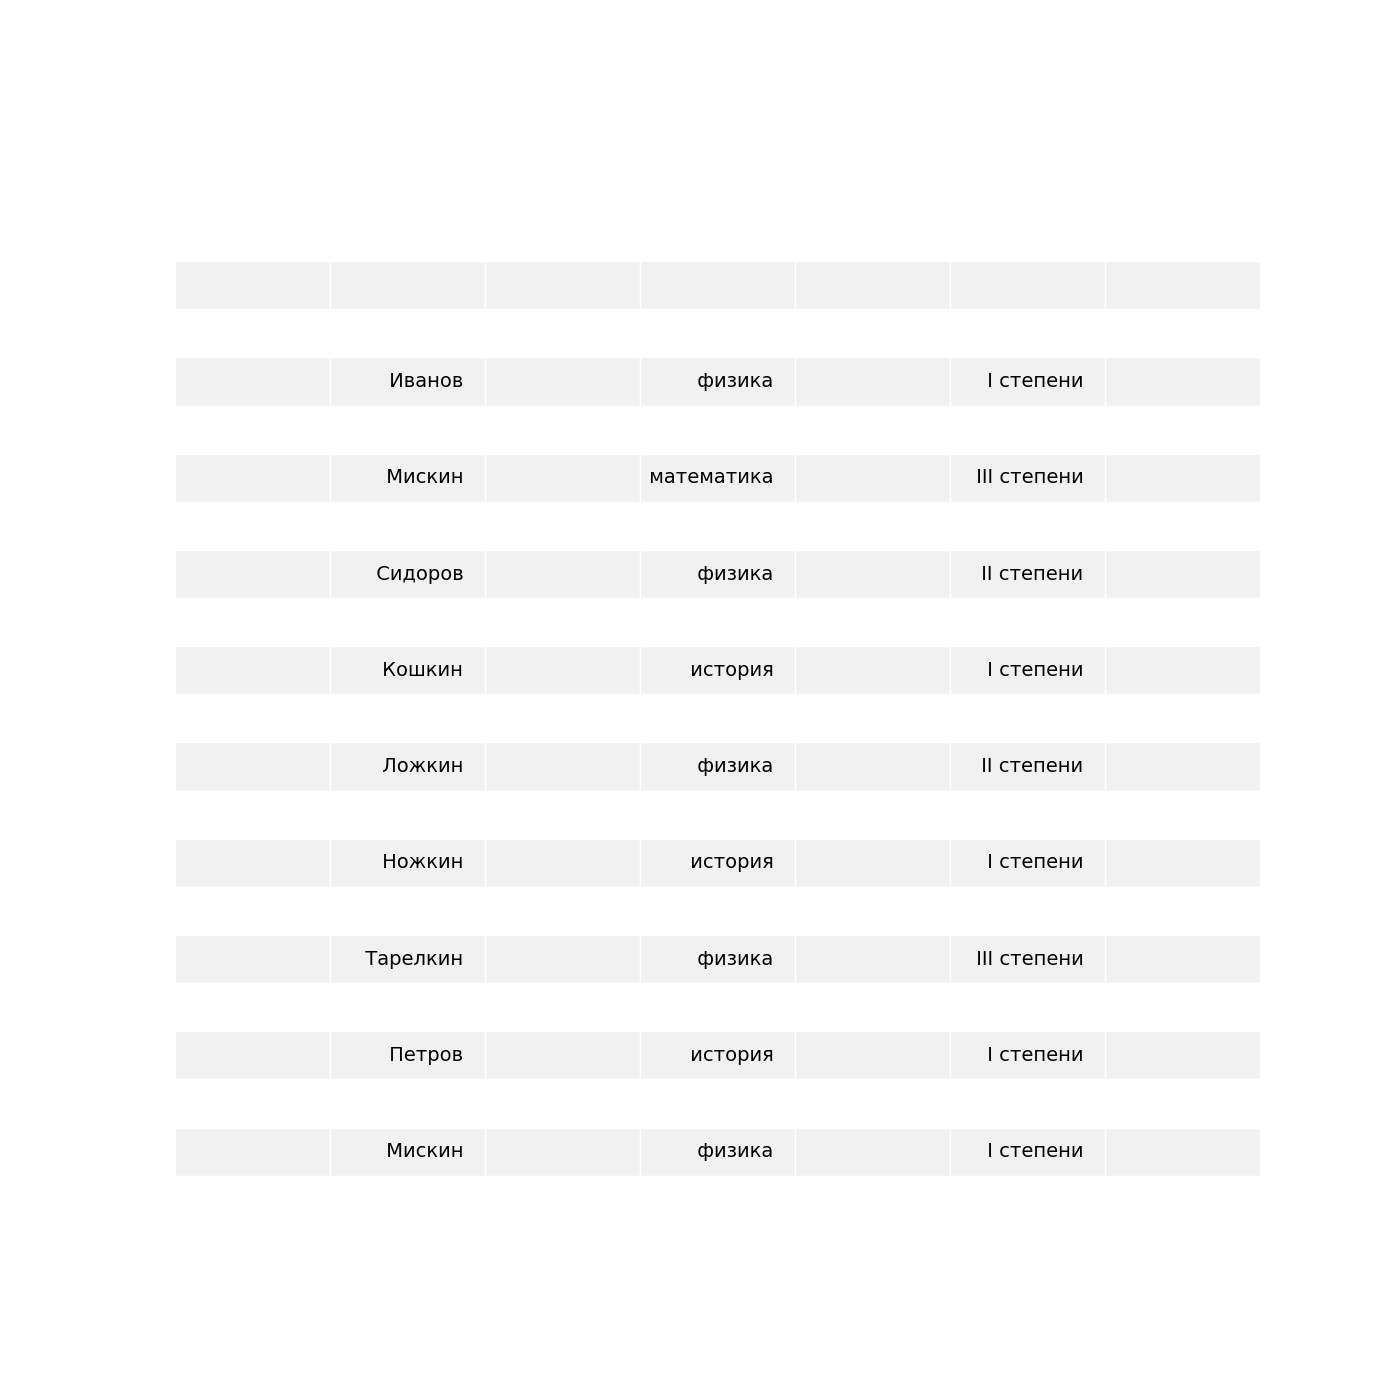 Иванов физика I степени
Мискин математика III степени
Сидоров физика II степени
Кошкин история I степени
Ложкин физика II степени
Ножкин история I степени
Тарелкин физика III степени
Петров история I степени
Мискин физика I степени